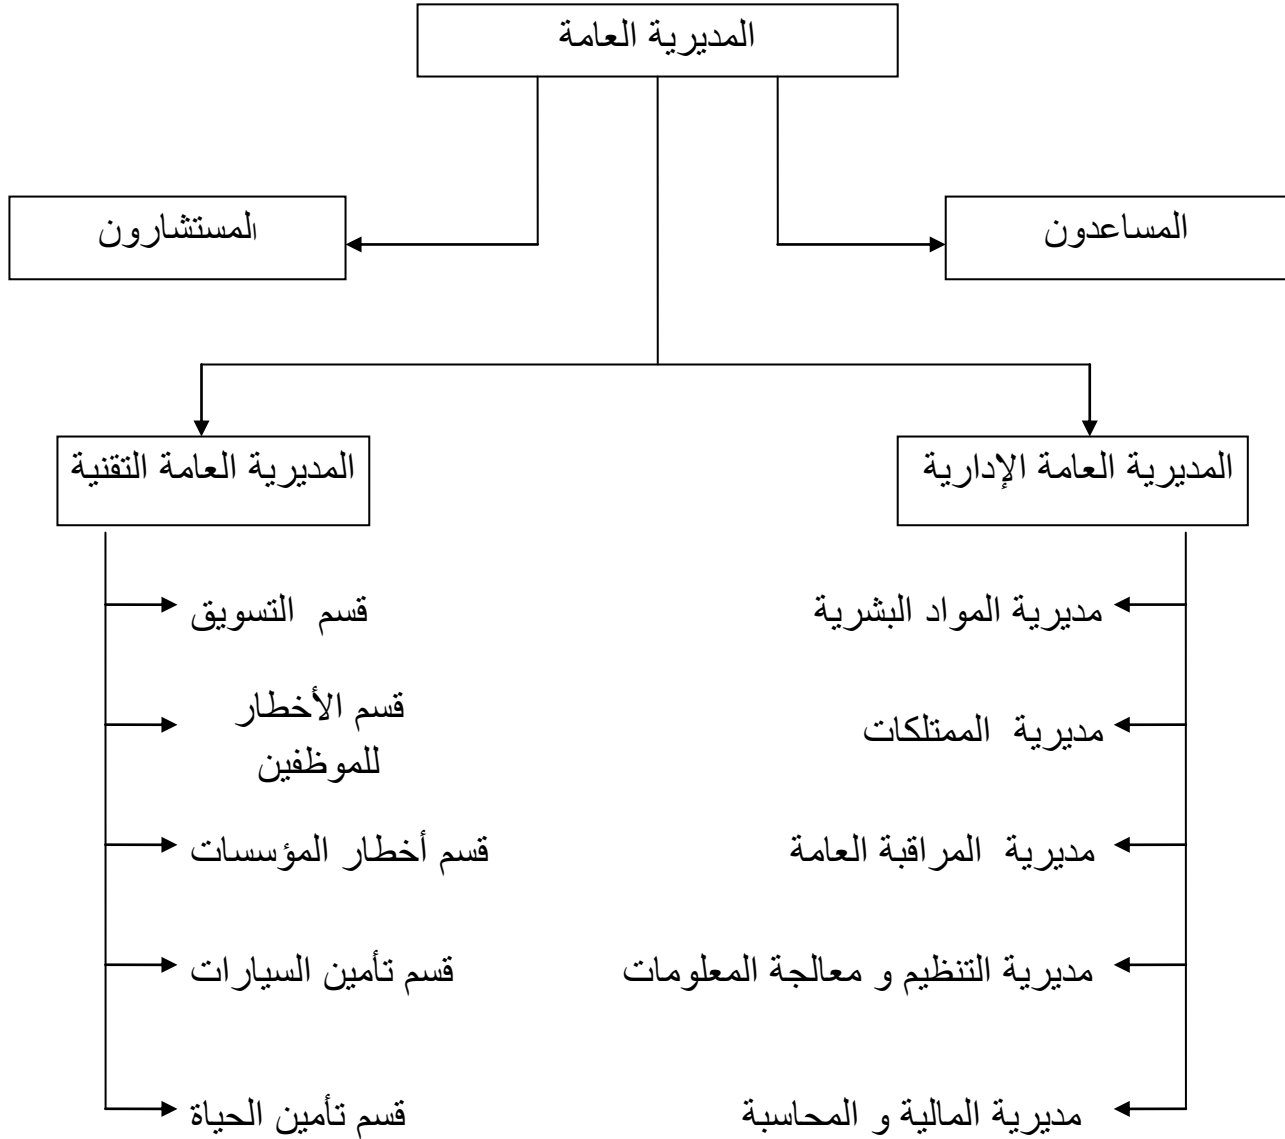 المديرية العامة
المساعدون
المستشارون
المديرية العامة الإدارية
المديرية العامة التقنية
مديرية المواد البشرية
قسم التسويق
مديرية الممتلكات
قسم الأخطار
للموظفين
مديرية المراقبة العامة
قسم أخطار المؤسسات
مديرية التنظيم و معالجة المعلومات
قسم تأمين السيارات
مديرية المالية و المحاسبة
قسم تأمين الحياة